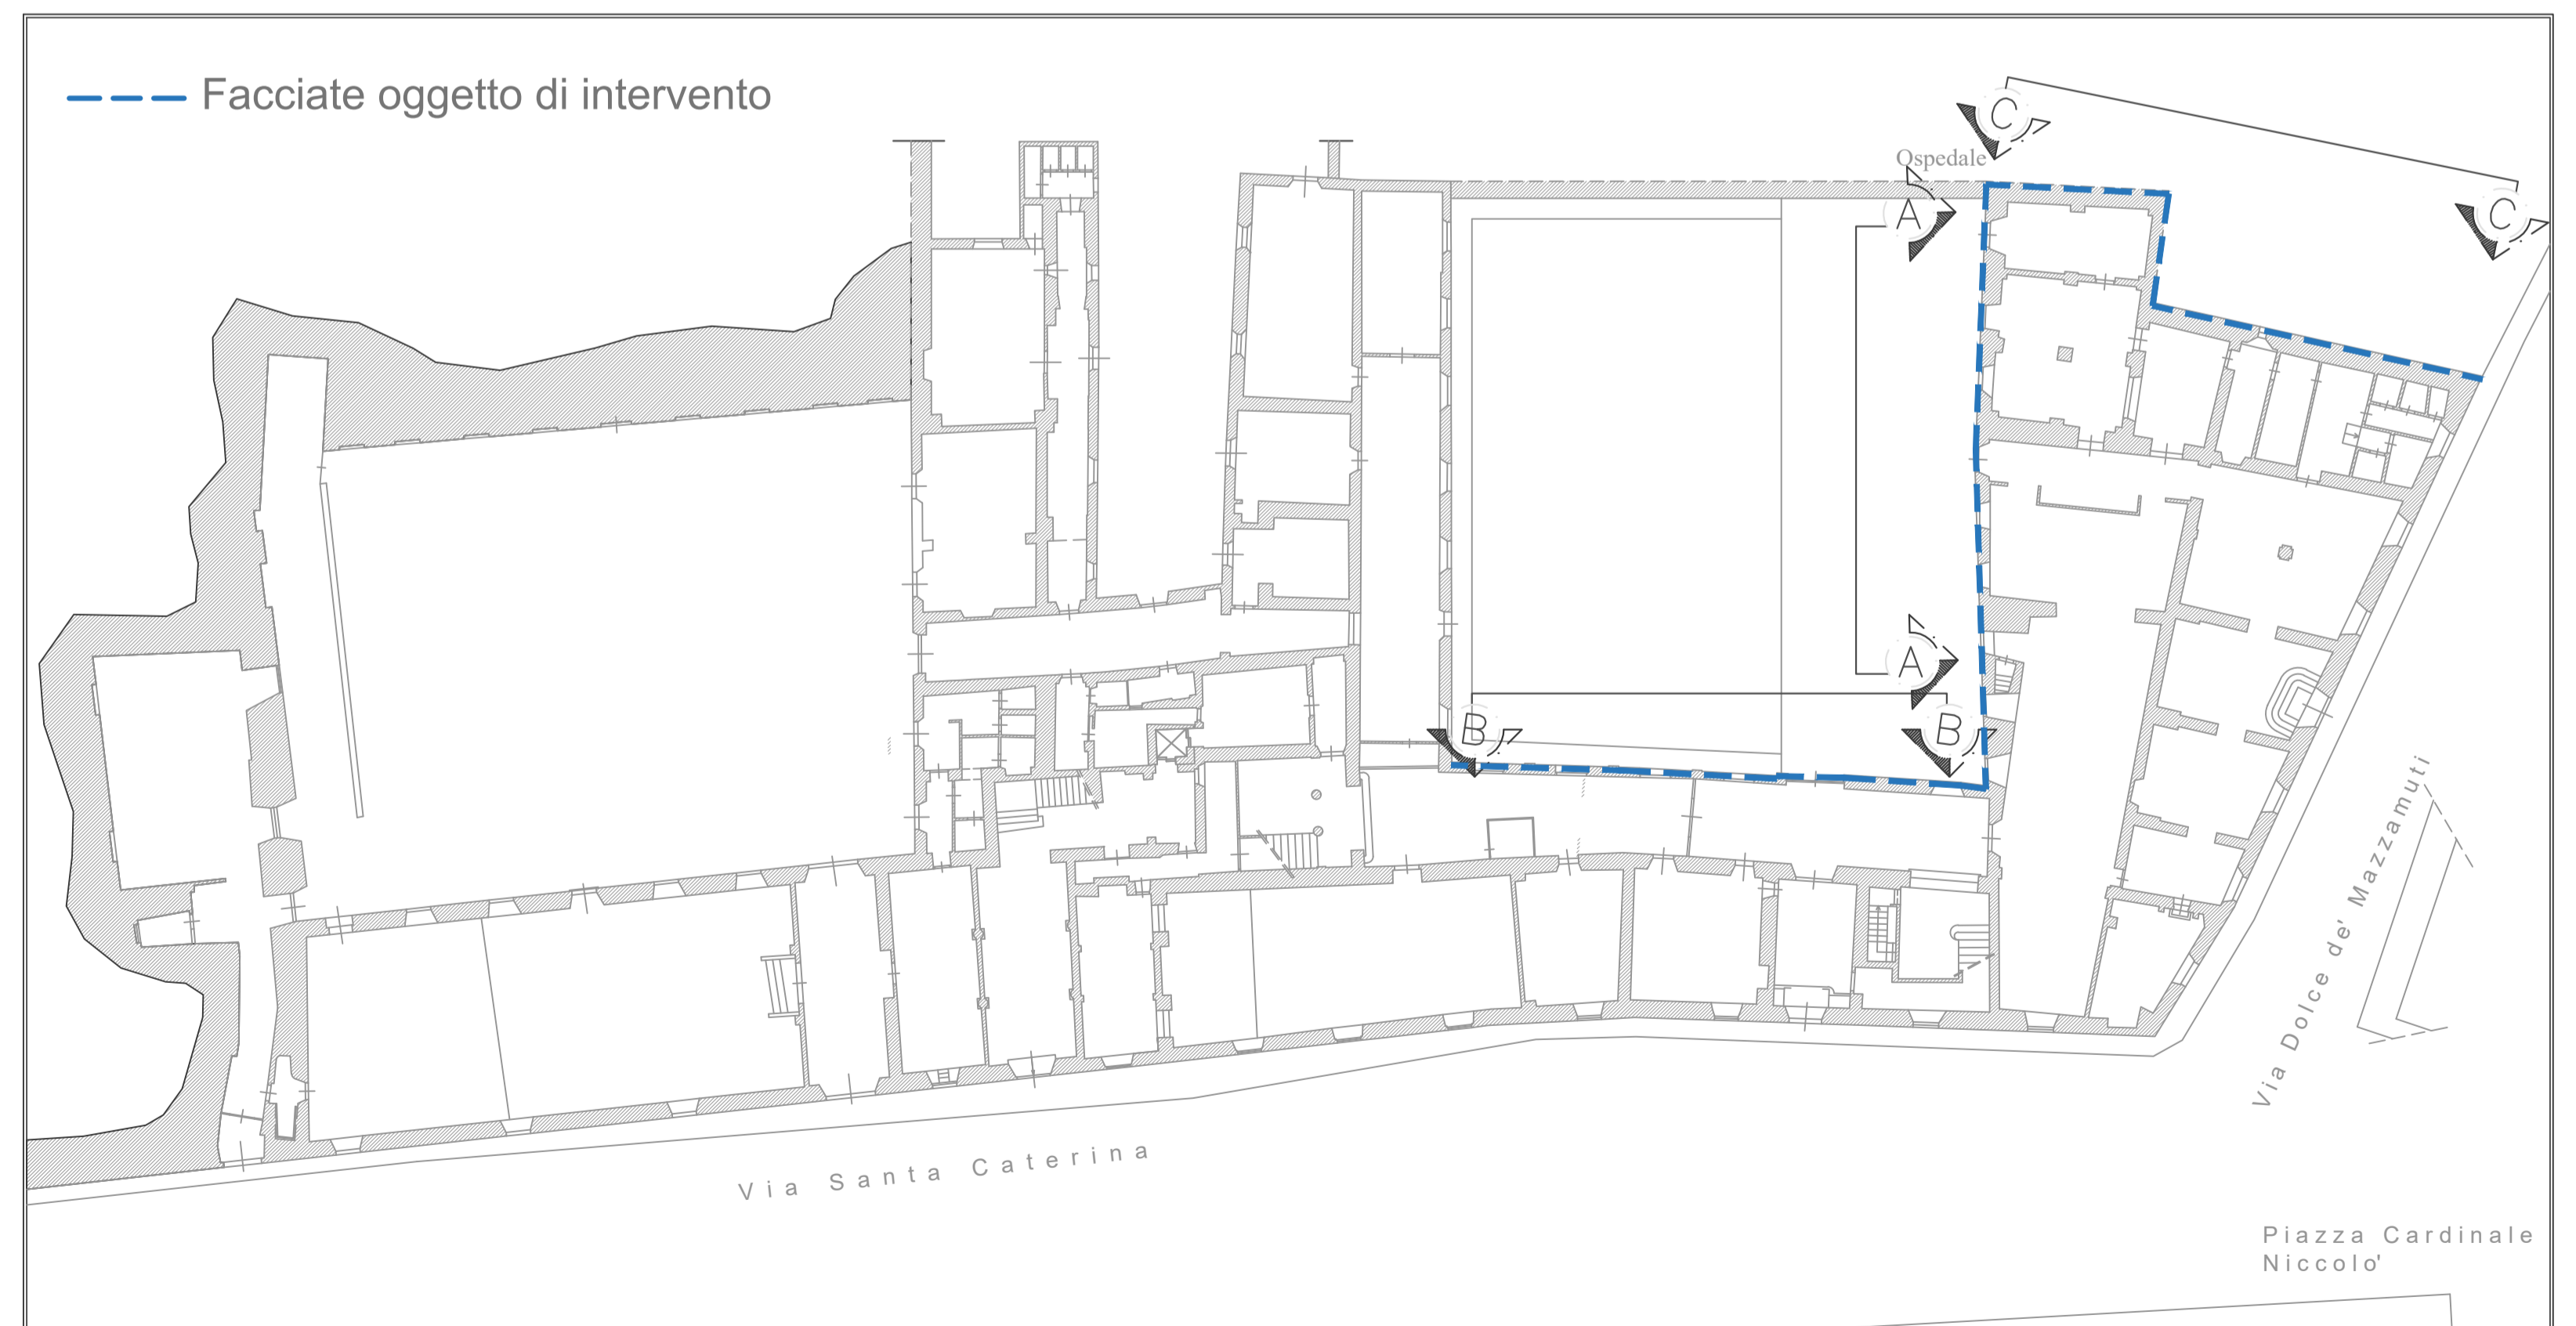 Facciate oggetto di intervento
C
Ospedale
A
C
A
B
B
Via Dolce de' Mazzamuti
Via Santa Caterina
Piazza Cardinale
Niccolo'